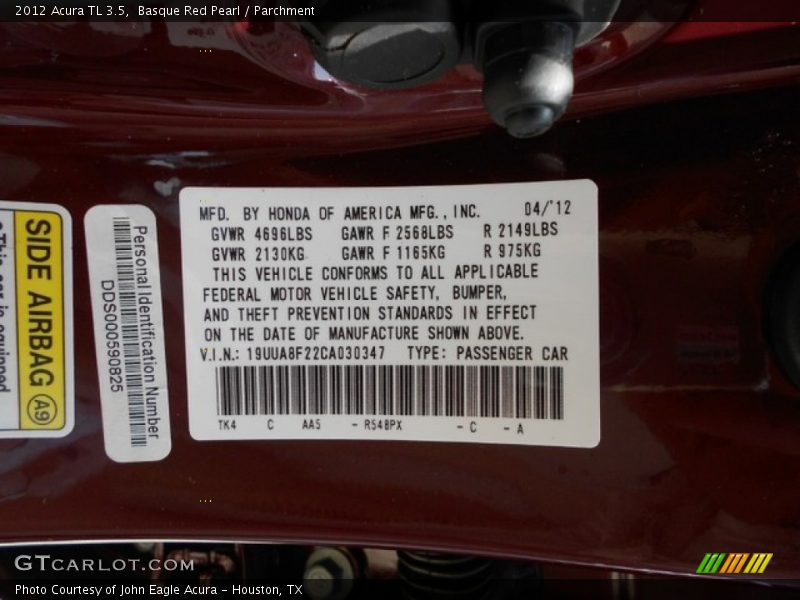 2012 Acura TL 3.5,  Basque Red Pearl / Parchment
MFD. BY HONDA OF AMERICA MFG., INC. 04/'12
GVWR 4696LBS GAWR F 2568LBS R 2149LBS
GVWR 2130KG GAWR F 1165KG R 975KG
THIS VEHICLE CONFORMS TO ALL APPLICABLE
FEDERAL MOTOR VEHICLE SAFETY, BUMPER,
AND THEFT PREVENTION STANDARDS IN EFFECT
ON THE DATE OF MANUFACTURE SHOWN ABOVE.
V.I.N.: 19UUA8F22CA030347 TYPE: PASSENGER CAR
TK4 C AA5 - R548PX - C - A
Personal Identification Number
DDS000590825
SIDE AIRBAG A9
This car is equipped
GTCARLOT.COM
Photo Courtesy of John Eagle Acura - Houston, TX